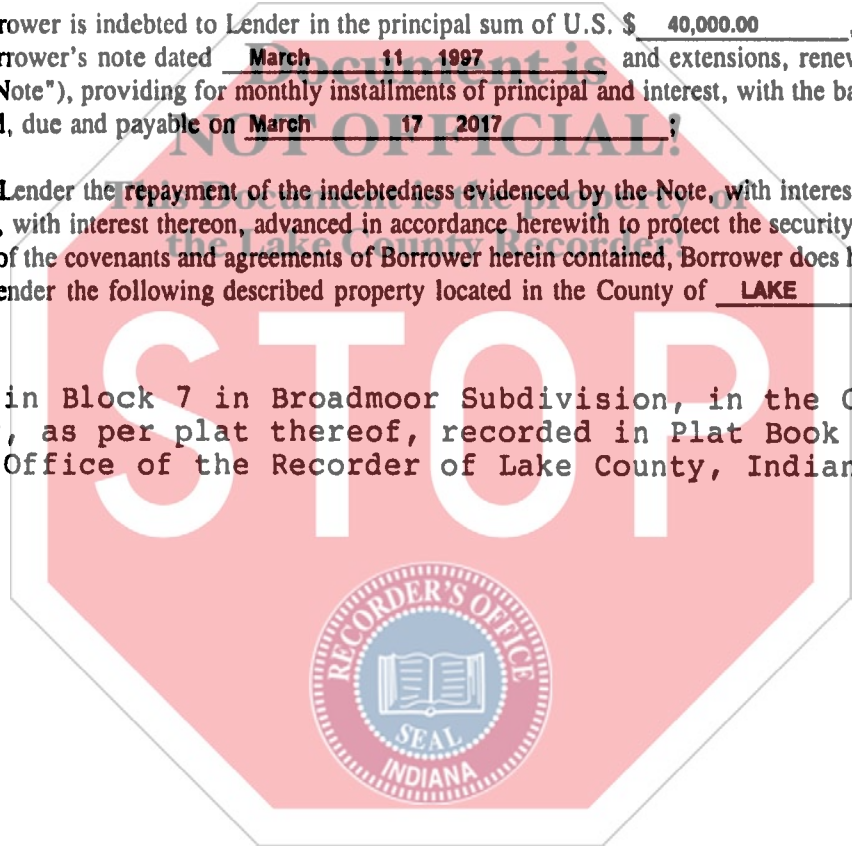 rower is indebted to Lender in the principal sum of U.S. $ 40,000.00 ,
rrower's note dated March 11 1997 and extensions, renew
Note"), providing for monthly installments of principal and interest, with the ba
d, due and payable on March 17 2017 ;
Document is
NOT OFFICIAL!
This Document is the property of
the Lake County Recorder!
Lender the repayment of the indebtedness evidenced by the Note, with interes
, with interest thereon, advanced in accordance herewith to protect the security
of the covenants and agreements of Borrower herein contained, Borrower does h
ender the following described property located in the County of LAKE
STOP
in Block 7 in Broadmoor Subdivision, in the C
, as per plat thereof, recorded in Plat Book
Office of the Recorder of Lake County, Indian
RECORDER'S OFFICE
SEAL
INDIANA